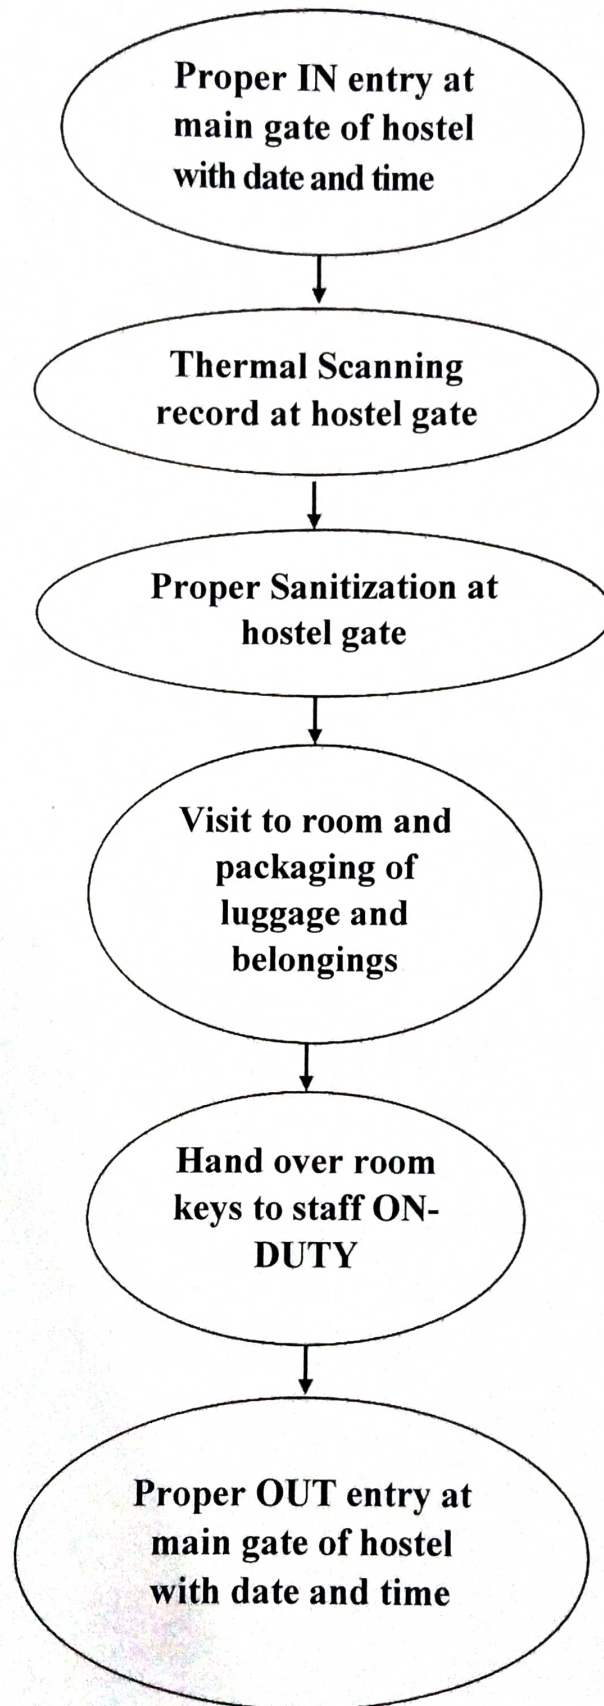 Proper IN entry at
main gate of hostel
with date and time
Thermal Scanning
record at hostel gate
Proper Sanitization at
hostel gate
Visit to room and
packaging of
luggage and
belongings
Hand over room
keys to staff ON-
DUTY
Proper OUT entry at
main gate of hostel
with date and time